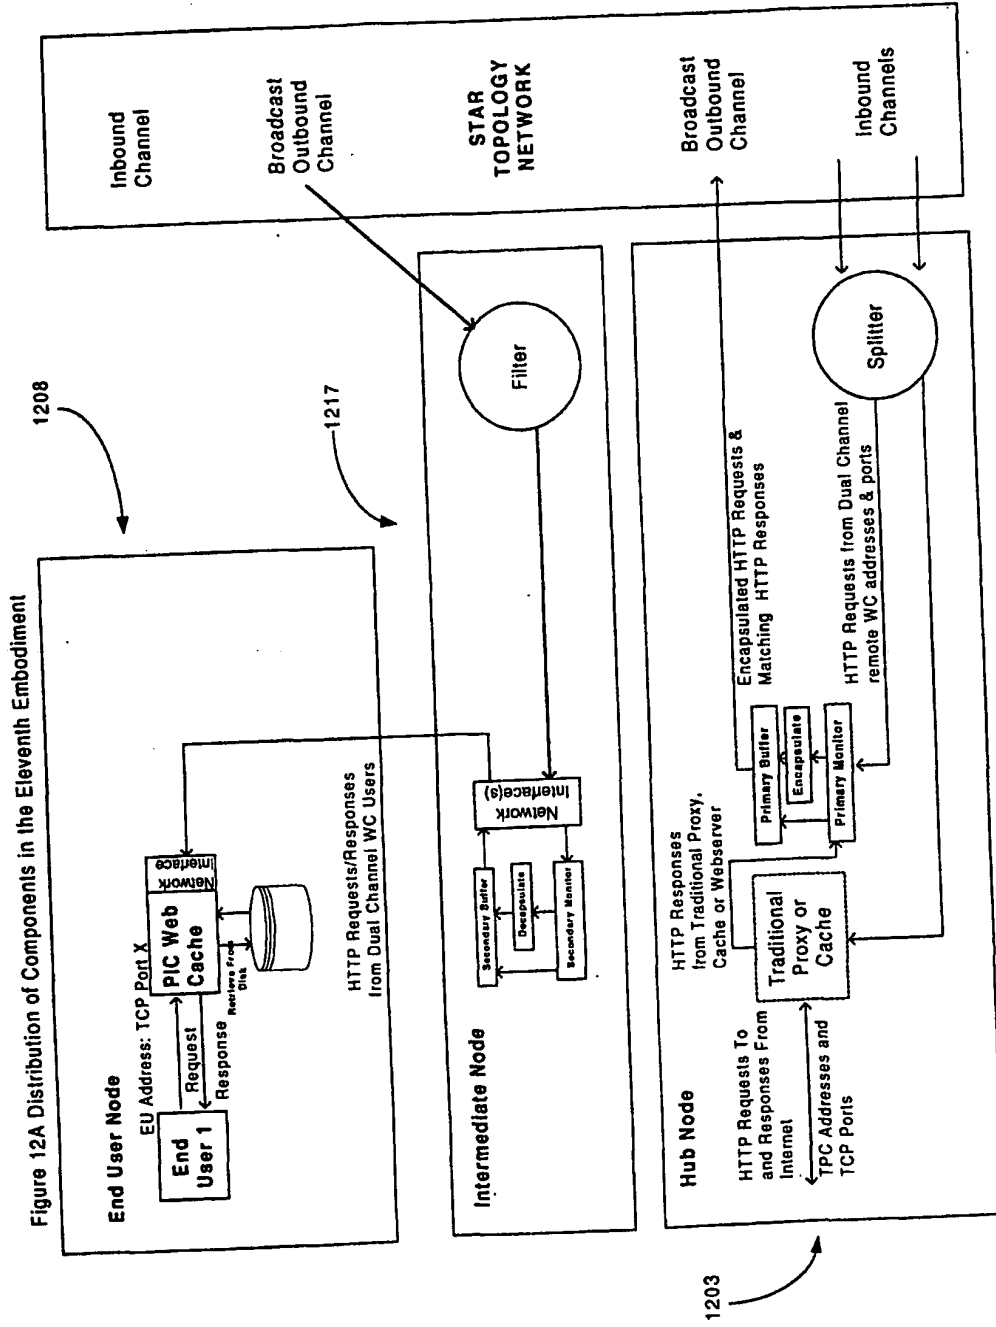 Figure 12A Distribution of Components in the Eleventh Embodiment
1208
End User Node
EU Address: TCP Port X
End
User 1
Request
Response
PIC Web
Cache
Network
Interface
Retrieve From
Disk
HTTP Requests/Responses
from Dual Channel WC Users
1217
Intermediate Node
Secondary Buffer
Decapsulate
Secondary Monitor
Network
Interface(s)
Filter
1203
Hub Node
HTTP Requests To
and Responses From
Internet
TPC Addresses and
TCP Ports
HTTP Responses
from Traditional Proxy,
Cache or Webserver
Traditional
Proxy or
Cache
Primary Buffer
Encapsulate
Primary Monitor
Encapsulated HTTP Requests &
Matching HTTP Responses
HTTP Requests from Dual Channel
remote WC addresses & ports
Splitter
Inbound
Channel
Broadcast
Outbound
Channel
STAR
TOPOLOGY
NETWORK
Broadcast
Outbound
Channel
Inbound
Channels